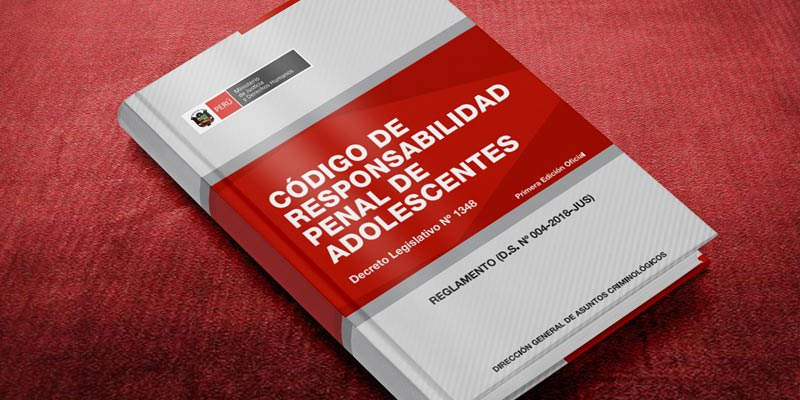 PERÚ
Ministerio
de Justicia
y Derechos Humanos
CÓDIGO DE
RESPONSABILIDAD
PENAL DE
ADOLESCENTES
Decreto Legislativo Nº 1348
Primera Edición Oficial
REGLAMENTO (D.S. Nº 004-2018-JUS)
DIRECCIÓN GENERAL DE ASUNTOS CRIMINOLÓGICOS